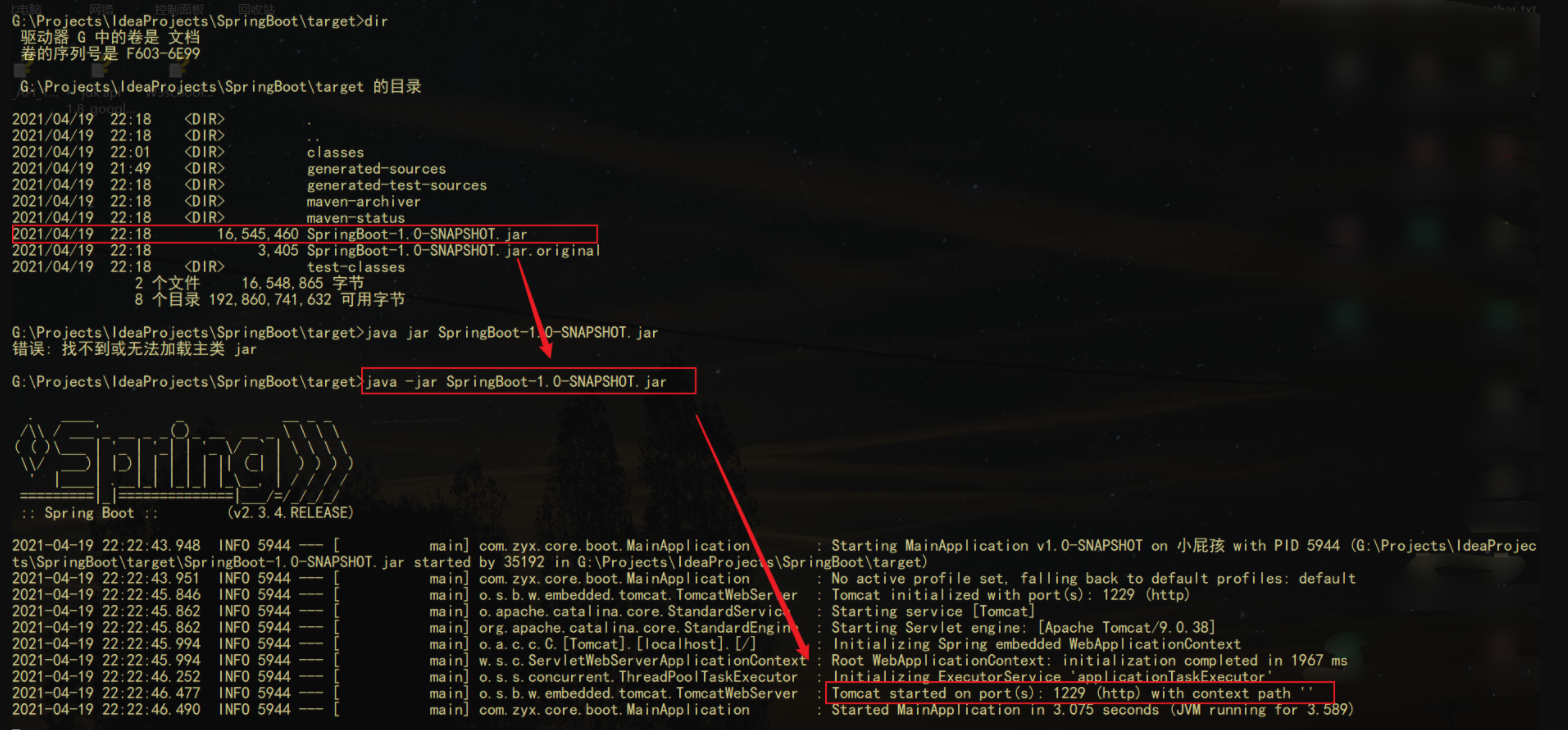 电脑 网络 控制面板 回收站
G:\Projects\IdeaProjects\SpringBoot\target>dir
驱动器 G 中的卷是 文档
卷的序列号是 F603-6E99
G:\Projects\IdeaProjects\SpringBoot\target 的目录
2021/04/19 22:18 <DIR> .
2021/04/19 22:18 <DIR> ..
2021/04/19 22:01 <DIR> classes
2021/04/19 21:49 <DIR> generated-sources
2021/04/19 22:18 <DIR> generated-test-sources
2021/04/19 22:18 <DIR> maven-archiver
2021/04/19 22:18 <DIR> maven-status
2021/04/19 22:18 16,545,460 SpringBoot-1.0-SNAPSHOT.jar
2021/04/19 22:18 3,405 SpringBoot-1.0-SNAPSHOT.jar.original
2021/04/19 22:18 <DIR> test-classes
2 个文件 16,548,865 字节
8 个目录 192,860,741,632 可用字节
G:\Projects\IdeaProjects\SpringBoot\target>java jar SpringBoot-1.0-SNAPSHOT.jar
错误: 找不到或无法加载主类 jar
G:\Projects\IdeaProjects\SpringBoot\target>java -jar SpringBoot-1.0-SNAPSHOT.jar
Spring
:: Spring Boot :: (v2.3.4.RELEASE)
2021-04-19 22:22:43.948 INFO 5944 --- [ main] com.zyx.core.boot.MainApplication : Starting MainApplication v1.0-SNAPSHOT on 小屁孩 with PID 5944 (G:\Projects\IdeaProjec
ts\SpringBoot\target\SpringBoot-1.0-SNAPSHOT.jar started by 35192 in G:\Projects\IdeaProjects\SpringBoot\target)
2021-04-19 22:22:43.951 INFO 5944 --- [ main] com.zyx.core.boot.MainApplication : No active profile set, falling back to default profiles: default
2021-04-19 22:22:45.846 INFO 5944 --- [ main] o.s.b.w.embedded.tomcat.TomcatWebServer : Tomcat initialized with port(s): 1229 (http)
2021-04-19 22:22:45.862 INFO 5944 --- [ main] o.apache.catalina.core.StandardService : Starting service [Tomcat]
2021-04-19 22:22:45.862 INFO 5944 --- [ main] org.apache.catalina.core.StandardEngine : Starting Servlet engine: [Apache Tomcat/9.0.38]
2021-04-19 22:22:45.994 INFO 5944 --- [ main] o.a.c.c.C.[Tomcat].[localhost].[/] : Initializing Spring embedded WebApplicationContext
2021-04-19 22:22:45.994 INFO 5944 --- [ main] w.s.c.ServletWebServerApplicationContext : Root WebApplicationContext: initialization completed in 1967 ms
2021-04-19 22:22:46.252 INFO 5944 --- [ main] o.s.s.concurrent.ThreadPoolTaskExecutor : Initializing ExecutorService 'applicationTaskExecutor'
2021-04-19 22:22:46.477 INFO 5944 --- [ main] o.s.b.w.embedded.tomcat.TomcatWebServer : Tomcat started on port(s): 1229 (http) with context path ''
2021-04-19 22:22:46.490 INFO 5944 --- [ main] com.zyx.core.boot.MainApplication : Started MainApplication in 3.075 seconds (JVM running for 3.589)